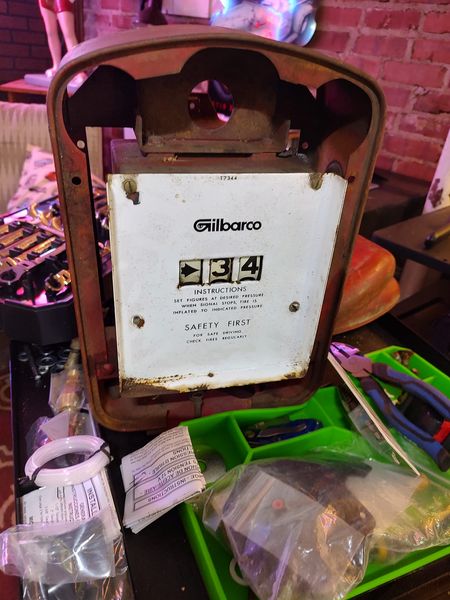 T7344
Gilbarco
34
INSTRUCTIONS
SET FIGURES AT DESIRED PRESSURE
WHEN SIGNAL STOPS, TIRE IS
INFLATED TO INDICATED PRESSURE
SAFETY FIRST
FOR SAFE DRIVING
CHECK TIRES REGULARLY